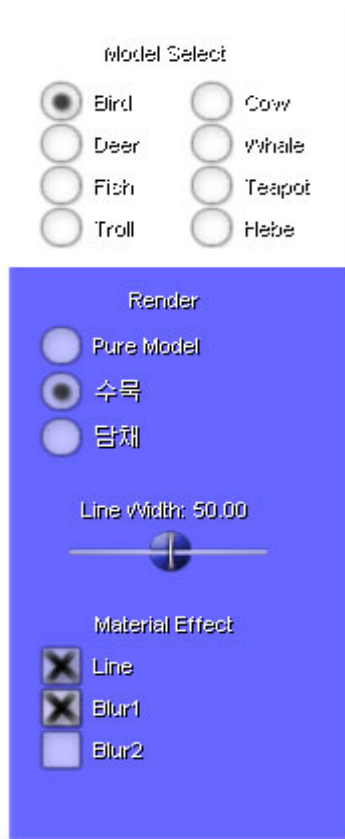 Model Select
Bird Cow
Deer Whale
Fish Teapot
Troll Hebe
Render
Pure Model
수묵
담채
Line Width: 50.00
Material Effect
Line
Blur1
Blur2